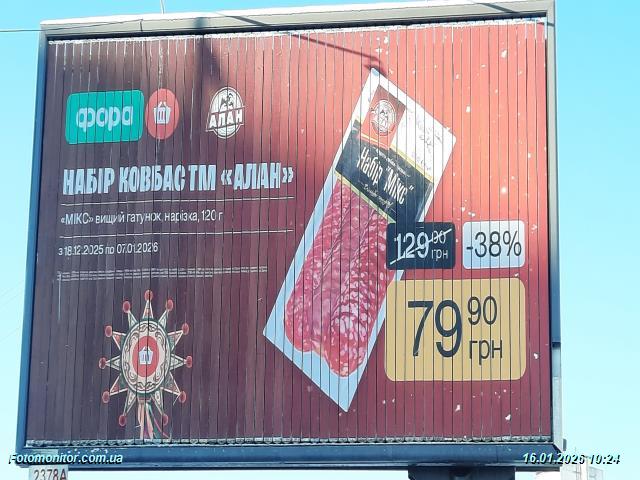 фора
АЛАН
НАБІР КОВБАС ТМ «АЛАН»
«МІКС» вищий гатунок, нарізка, 120 г
з 18.12.2025 по 07.01.2026
Набір "Мікс"
129 90 грн
-38%
79 90 грн
2378А
Fotomonitor.com.ua
16.01.2026 10:24